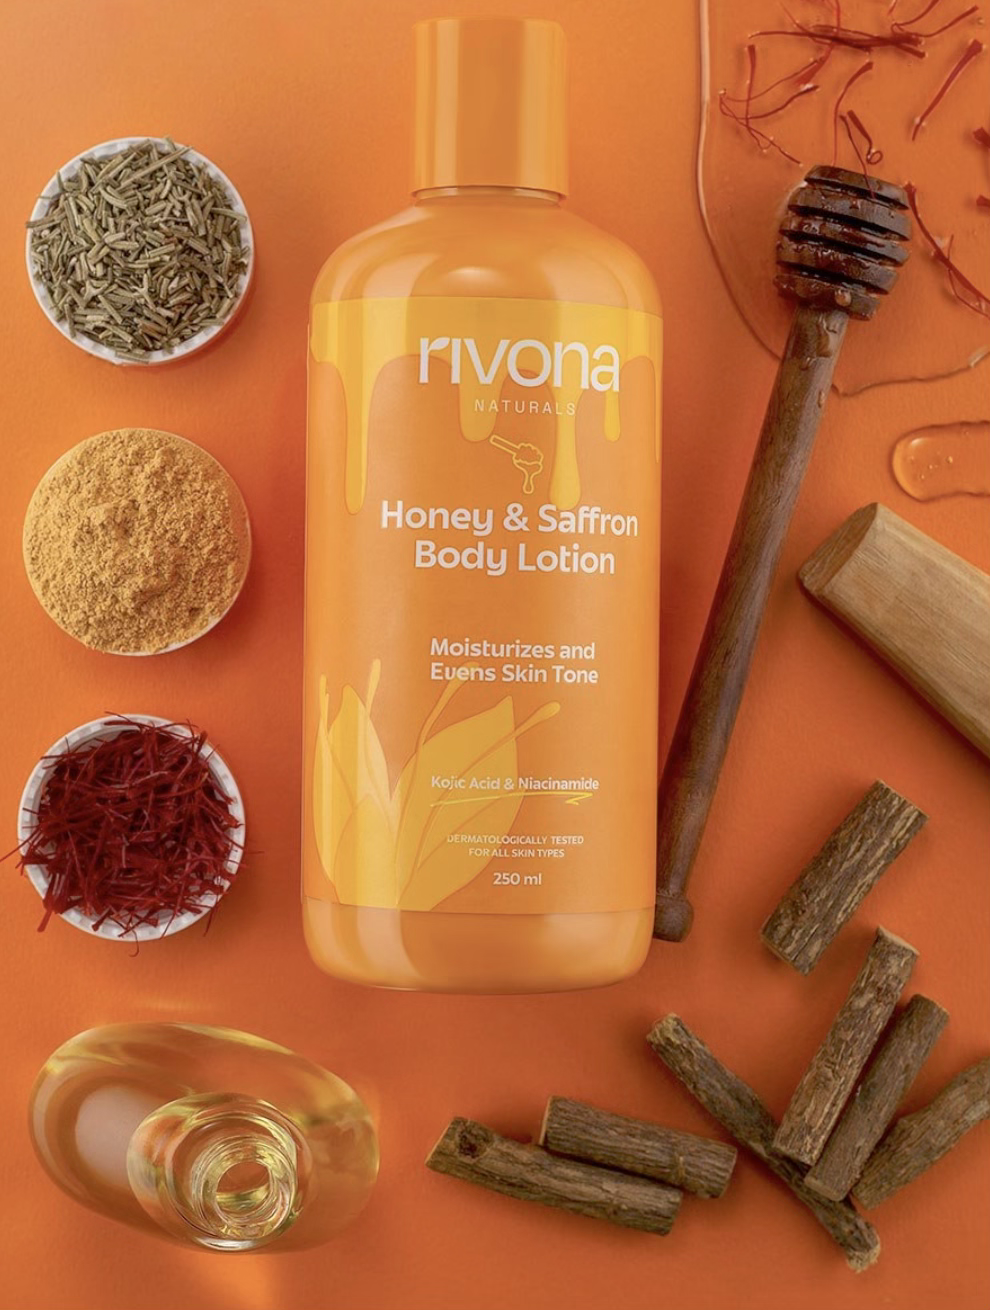 rivona
NATURALS
Honey & Saffron
Body Lotion
Moisturizes and
Evens Skin Tone
Kojic Acid & Niacinamide
DERMATOLOGICALLY TESTED
FOR ALL SKIN TYPES
250 ml